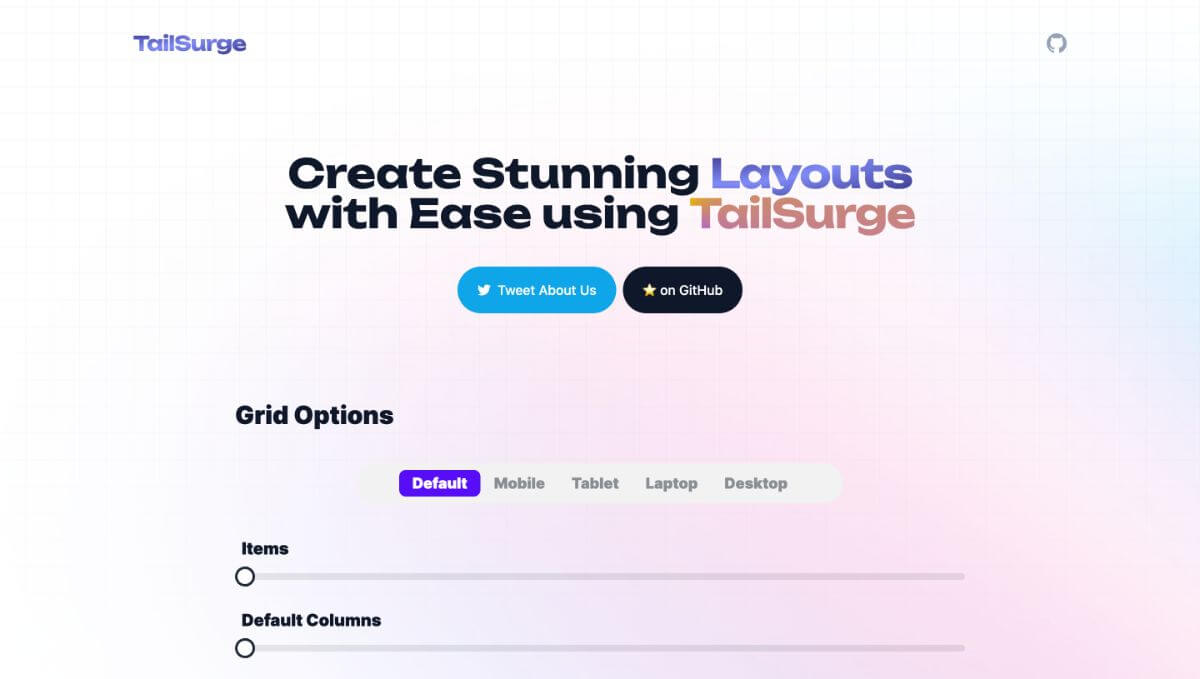 TailSurge
Create Stunning Layouts
with Ease using TailSurge
Tweet About Us
⭐ on GitHub
Grid Options
Default Mobile Tablet Laptop Desktop
Items
Default Columns